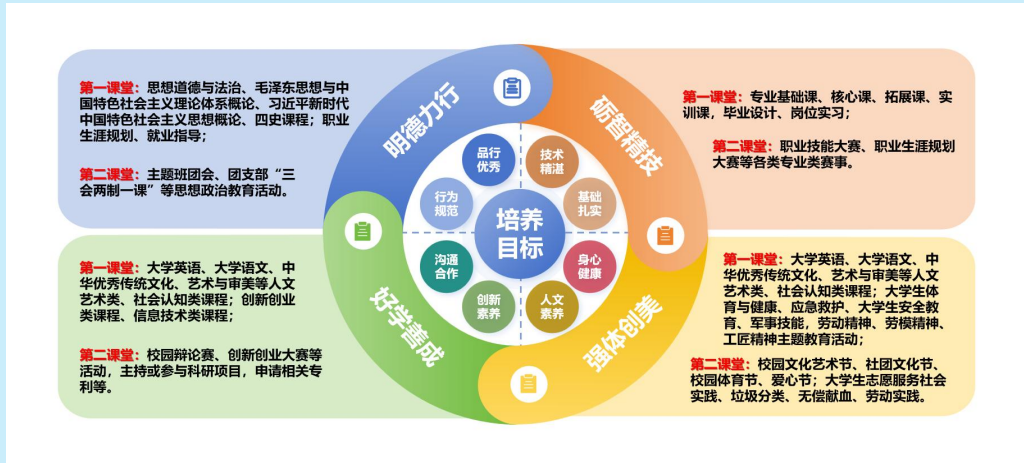 第一课堂：思想道德与法治、毛泽东思想与中
国特色社会主义理论体系概论、习近平新时代
中国特色社会主义思想概论、四史课程；职业
生涯规划、就业指导；
第二课堂：主题班团会、团支部“三
会两制一课”等思想政治教育活动。
明德力行
砺智精技
第一课堂：专业基础课、核心课、拓展课、实
训课，毕业设计、岗位实习；
第二课堂：职业技能大赛、职业生涯规划
大赛等各类专业类赛事。
品行
优秀
技术
精湛
行为
规范
基础
扎实
培养
目标
沟通
合作
身心
健康
创新
素养
人文
素养
第一课堂：大学英语、大学语文、中
华优秀传统文化、艺术与审美等人文
艺术类、社会认知类课程；创新创业
类课程、信息技术类课程；
第二课堂：校园辩论赛、创新创业大赛等
活动，主持或参与科研项目，申请相关专
利等。
好学善成
强体创美
第一课堂：大学英语、大学语文、中
华优秀传统文化、艺术与审美等人文
艺术类、社会认知类课程；大学生体
育与健康、应急救护、大学生安全教
育、军事技能，劳动精神、劳模精神、
工匠精神主题教育活动；
第二课堂：校园文化艺术节、社团文化节、
校园体育节、爱心节；大学生志愿服务社会
实践、垃圾分类、无偿献血、劳动实践。